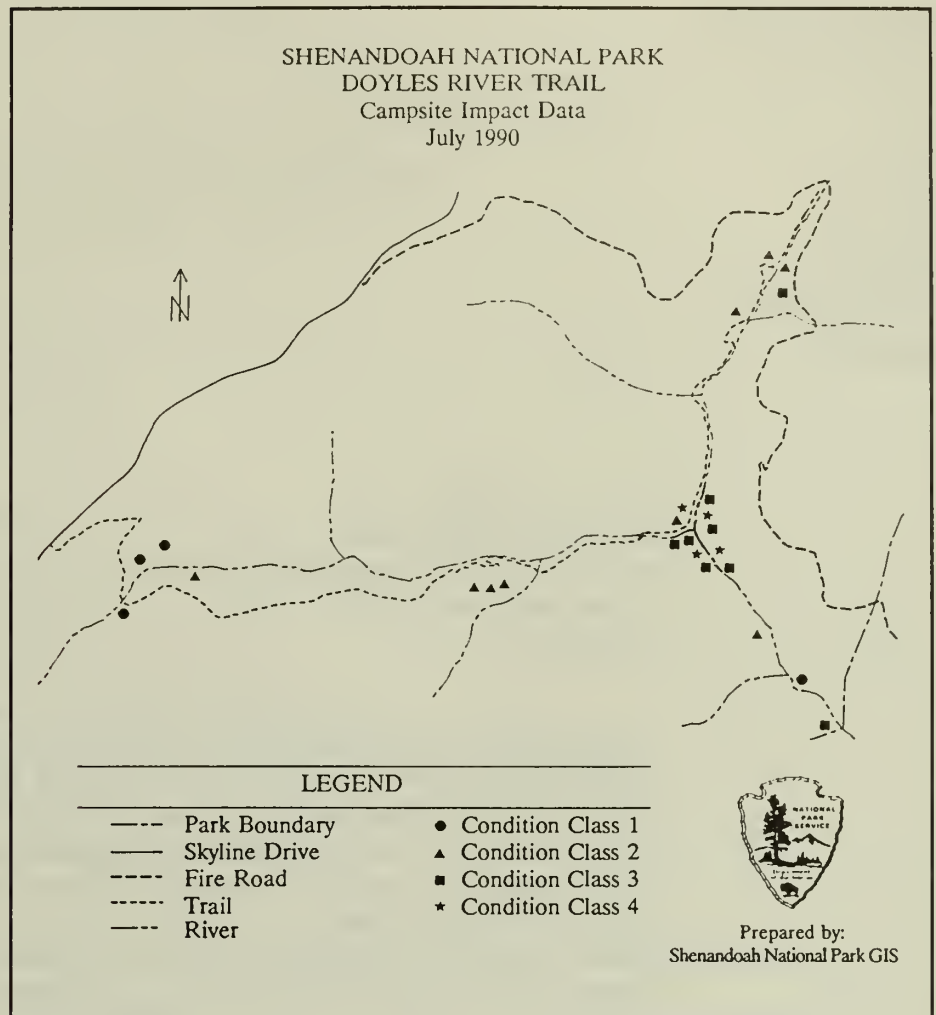 SHENANDOAH NATIONAL PARK
DOYLES RIVER TRAIL
Campsite Impact Data
July 1990
N
LEGEND
Park Boundary
Skyline Drive
Fire Road
Trail
River
Condition Class 1
Condition Class 2
Condition Class 3
Condition Class 4
NATIONAL
PARK
SERVICE
Prepared by:
Shenandoah National Park GIS